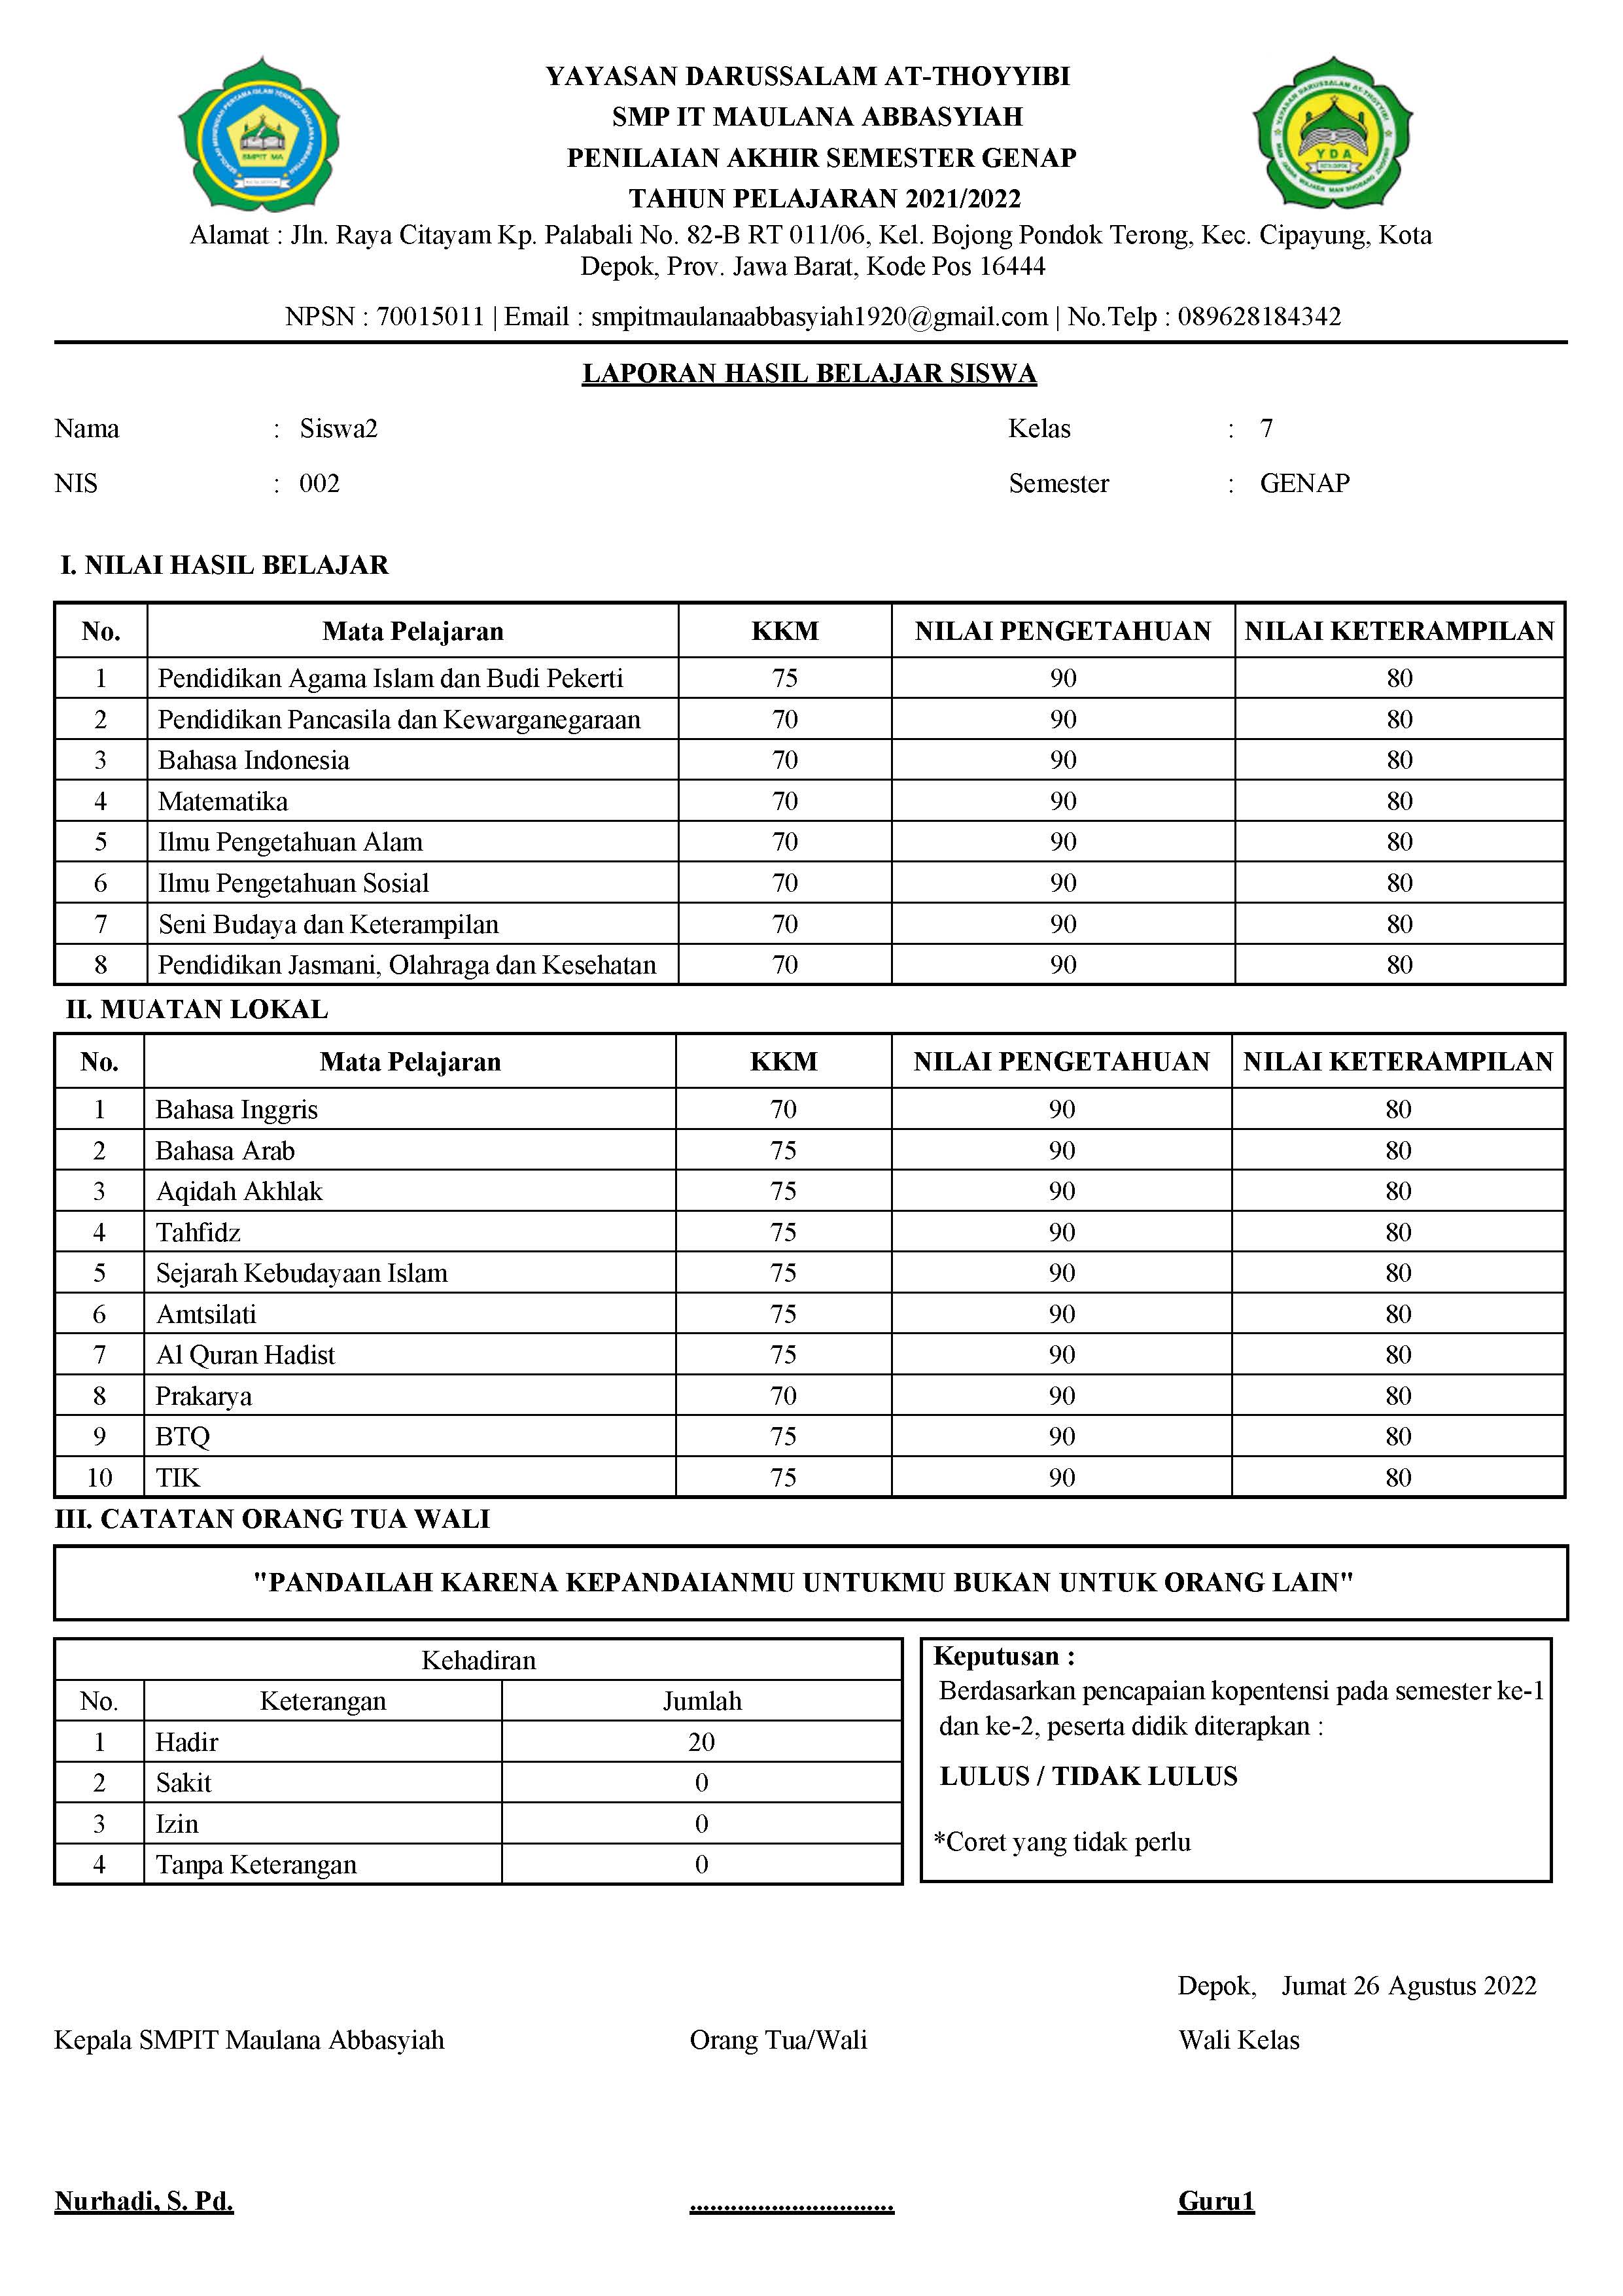 YAYASAN DARUSSALAM AT-THOYYIBI
SMP IT MAULANA ABBASYIAH
PENILAIAN AKHIR SEMESTER GENAP
TAHUN PELAJARAN 2021/2022
Alamat : Jln. Raya Citayam Kp. Palabali No. 82-B RT 011/06, Kel. Bojong Pondok Terong, Kec. Cipayung, Kota
Depok, Prov. Jawa Barat, Kode Pos 16444
NPSN : 70015011 | Email : smpitmaulanaabbasyiah1920@gmail.com | No.Telp : 089628184342
SMPIT MA
YAYASAN DARUSSALAM AT-THOYYIBI
YDA
LAPORAN HASIL BELAJAR SISWA
Nama : Siswa2 Kelas : 7
NIS : 002 Semester : GENAP
I. NILAI HASIL BELAJAR
No. Mata Pelajaran KKM NILAI PENGETAHUAN NILAI KETERAMPILAN
1 Pendidikan Agama Islam dan Budi Pekerti 75 90 80
2 Pendidikan Pancasila dan Kewarganegaraan 70 90 80
3 Bahasa Indonesia 70 90 80
4 Matematika 70 90 80
5 Ilmu Pengetahuan Alam 70 90 80
6 Ilmu Pengetahuan Sosial 70 90 80
7 Seni Budaya dan Keterampilan 70 90 80
8 Pendidikan Jasmani, Olahraga dan Kesehatan 70 90 80
II. MUATAN LOKAL
No. Mata Pelajaran KKM NILAI PENGETAHUAN NILAI KETERAMPILAN
1 Bahasa Inggris 70 90 80
2 Bahasa Arab 75 90 80
3 Aqidah Akhlak 75 90 80
4 Tahfidz 75 90 80
5 Sejarah Kebudayaan Islam 75 90 80
6 Amtsilati 75 90 80
7 Al Quran Hadist 75 90 80
8 Prakarya 70 90 80
9 BTQ 75 90 80
10 TIK 75 90 80
III. CATATAN ORANG TUA WALI
"PANDAILAH KARENA KEPANDAIANMU UNTUKMU BUKAN UNTUK ORANG LAIN"
Kehadiran
No. Keterangan Jumlah
1 Hadir 20
2 Sakit 0
3 Izin 0
4 Tanpa Keterangan 0
Keputusan :
Berdasarkan pencapaian kopentensi pada semester ke-1
dan ke-2, peserta didik diterapkan :
LULUS / TIDAK LULUS
*Coret yang tidak perlu
Depok, Jumat 26 Agustus 2022
Kepala SMPIT Maulana Abbasyiah Orang Tua/Wali Wali Kelas
Nurhadi, S. Pd. .............................. Guru1